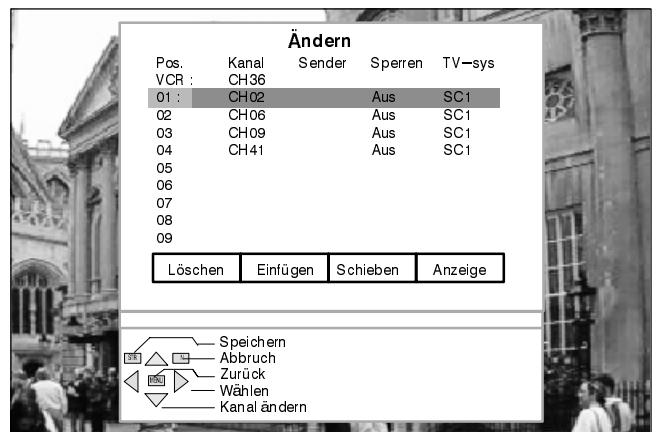 Ändern
Pos. Kanal Sender Sperren TV-sys
VCR : CH36
01 : CH02 Aus SC1
02 CH06 Aus SC1
03 CH09 Aus SC1
04 CH41 Aus SC1
05
06
07
08
09
Löschen Einfügen Schieben Anzeige
Speichern
STR N Abbruch
Zurück
MENU
Wählen
Kanal ändern